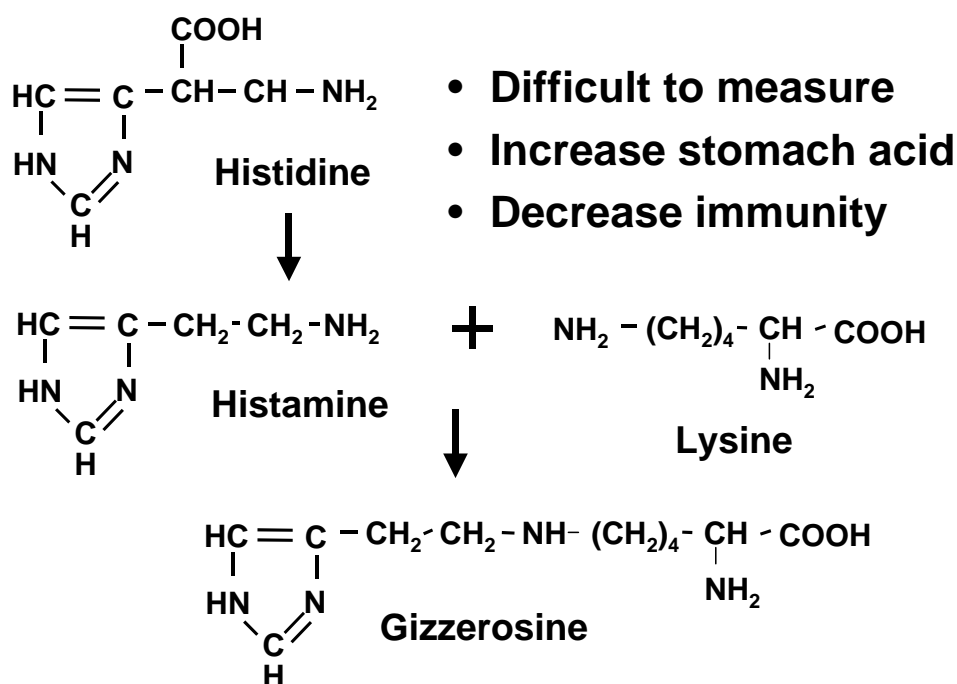 COOH
HC = C – CH – CH – NH₂
HN N
C
H
Histidine
• Difficult to measure
• Increase stomach acid
• Decrease immunity
HC = C – CH₂ - CH₂ – NH₂
HN N
C
H
Histamine
+
NH₂ – (CH₂)₄ - CH - COOH
NH₂
Lysine
HC = C – CH₂ - CH₂ – NH – (CH₂)₄ - CH - COOH
NH₂
HN N
C
H
Gizzerosine